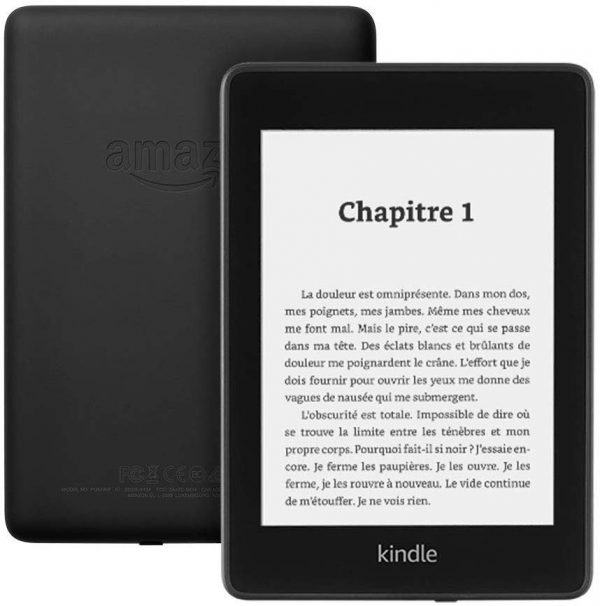 amaz
Chapitre 1
La douleur est omniprésente. Dans mon dos,
mes poignets, mes jambes. Même mes cheveux
me font mal. Mais le pire, c'est ce qui se passe
dans ma tête. Des éclats blancs et brûlants de
douleur me poignardent le crâne. L'effort que je
dois fournir pour ouvrir les yeux me donne des
vagues de nausée qui me submergent.
L'obscurité est totale. Impossible de dire où
se trouve la limite entre les ténèbres et mon
propre corps. Pourquoi fait-il si noir ? J'essaie en-
core. Je ferme les paupières. Je les ouvre. Je les
ferme, je les rouvre à nouveau. Le vide continue
de m'étouffer. Je ne vois rien.
kindle